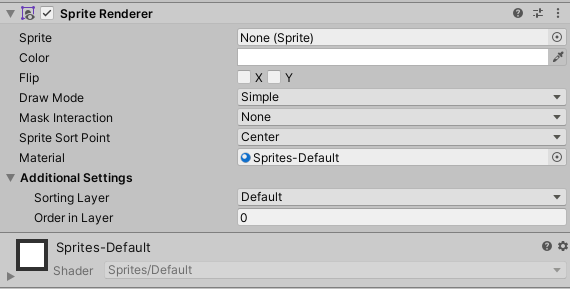 Sprite Renderer
Sprite None (Sprite)
Color
Flip X Y
Draw Mode Simple
Mask Interaction None
Sprite Sort Point Center
Material Sprites-Default
Additional Settings
Sorting Layer Default
Order in Layer 0
Sprites-Default
Shader Sprites/Default